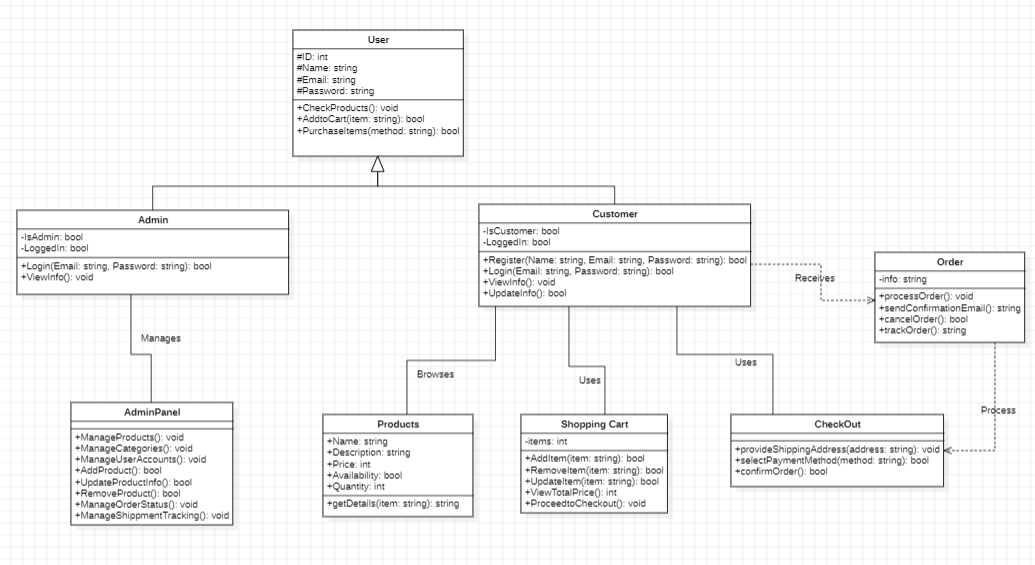 User
#ID: int
#Name: string
#Email: string
#Password: string
+CheckProducts(): void
+AddtoCart(item: string): bool
+PurchaseItems(method: string): bool
Admin
-IsAdmin: bool
-LoggedIn: bool
+Login(Email: string, Password: string): bool
+ViewInfo(): void
Customer
-IsCustomer: bool
-LoggedIn: bool
+Register(Name: string, Email: string, Password: string): bool
+Login(Email: string, Password: string): bool
+ViewInfo(): void
+UpdateInfo(): bool
Receives
Order
-info: string
+processOrder(): void
+sendConfirmationEmail(): string
+cancelOrder(): bool
+trackOrder(): string
Manages
Browses
Uses
Uses
Process
AdminPanel
+ManageProducts(): void
+ManageCategories(): void
+ManageUserAccounts(): void
+AddProduct(): bool
+UpdateProductInfo(): bool
+RemoveProduct(): bool
+ManageOrderStatus(): void
+ManageShippmentTracking(): void
Products
+Name: string
+Description: string
+Price: int
+Availability: bool
+Quantity: int
+getDetails(item: string): string
Shopping Cart
-items: int
+AddItem(item: string): bool
+RemoveItem(item: string): bool
+UpdateItem(item: string): bool
+ViewTotalPrice(): int
+ProceedtoCheckout(): void
CheckOut
+provideShippingAddress(address: string): void
+selectPaymentMethod(method: string): bool
+confirmOrder(): bool